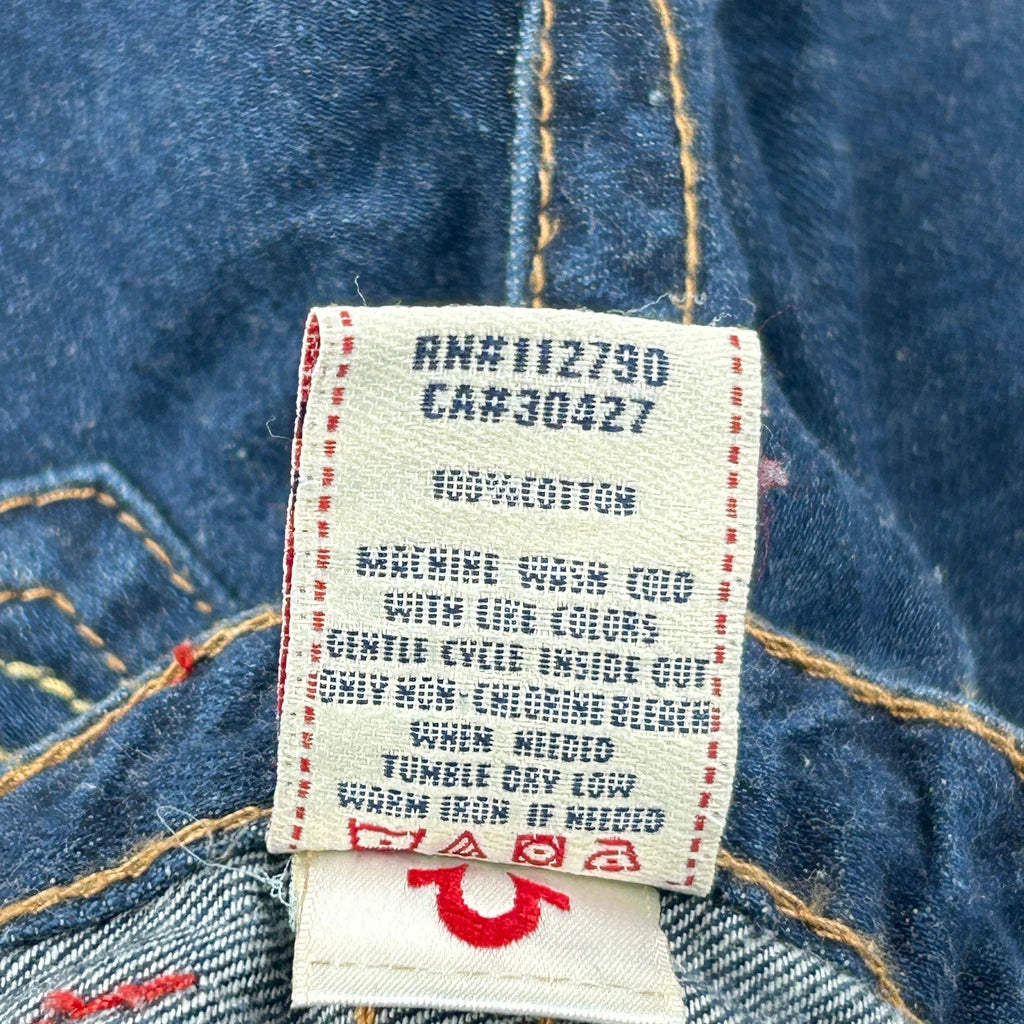 RN#112790
CA#30427
100%COTTON
MACHINE WASH COLD
WITH LIKE COLORS
GENTLE CYCLE INSIDE OUT
ONLY NON-CHLORINE BLEACH
WHEN NEEDED
TUMBLE DRY LOW
WARM IRON IF NEEDED